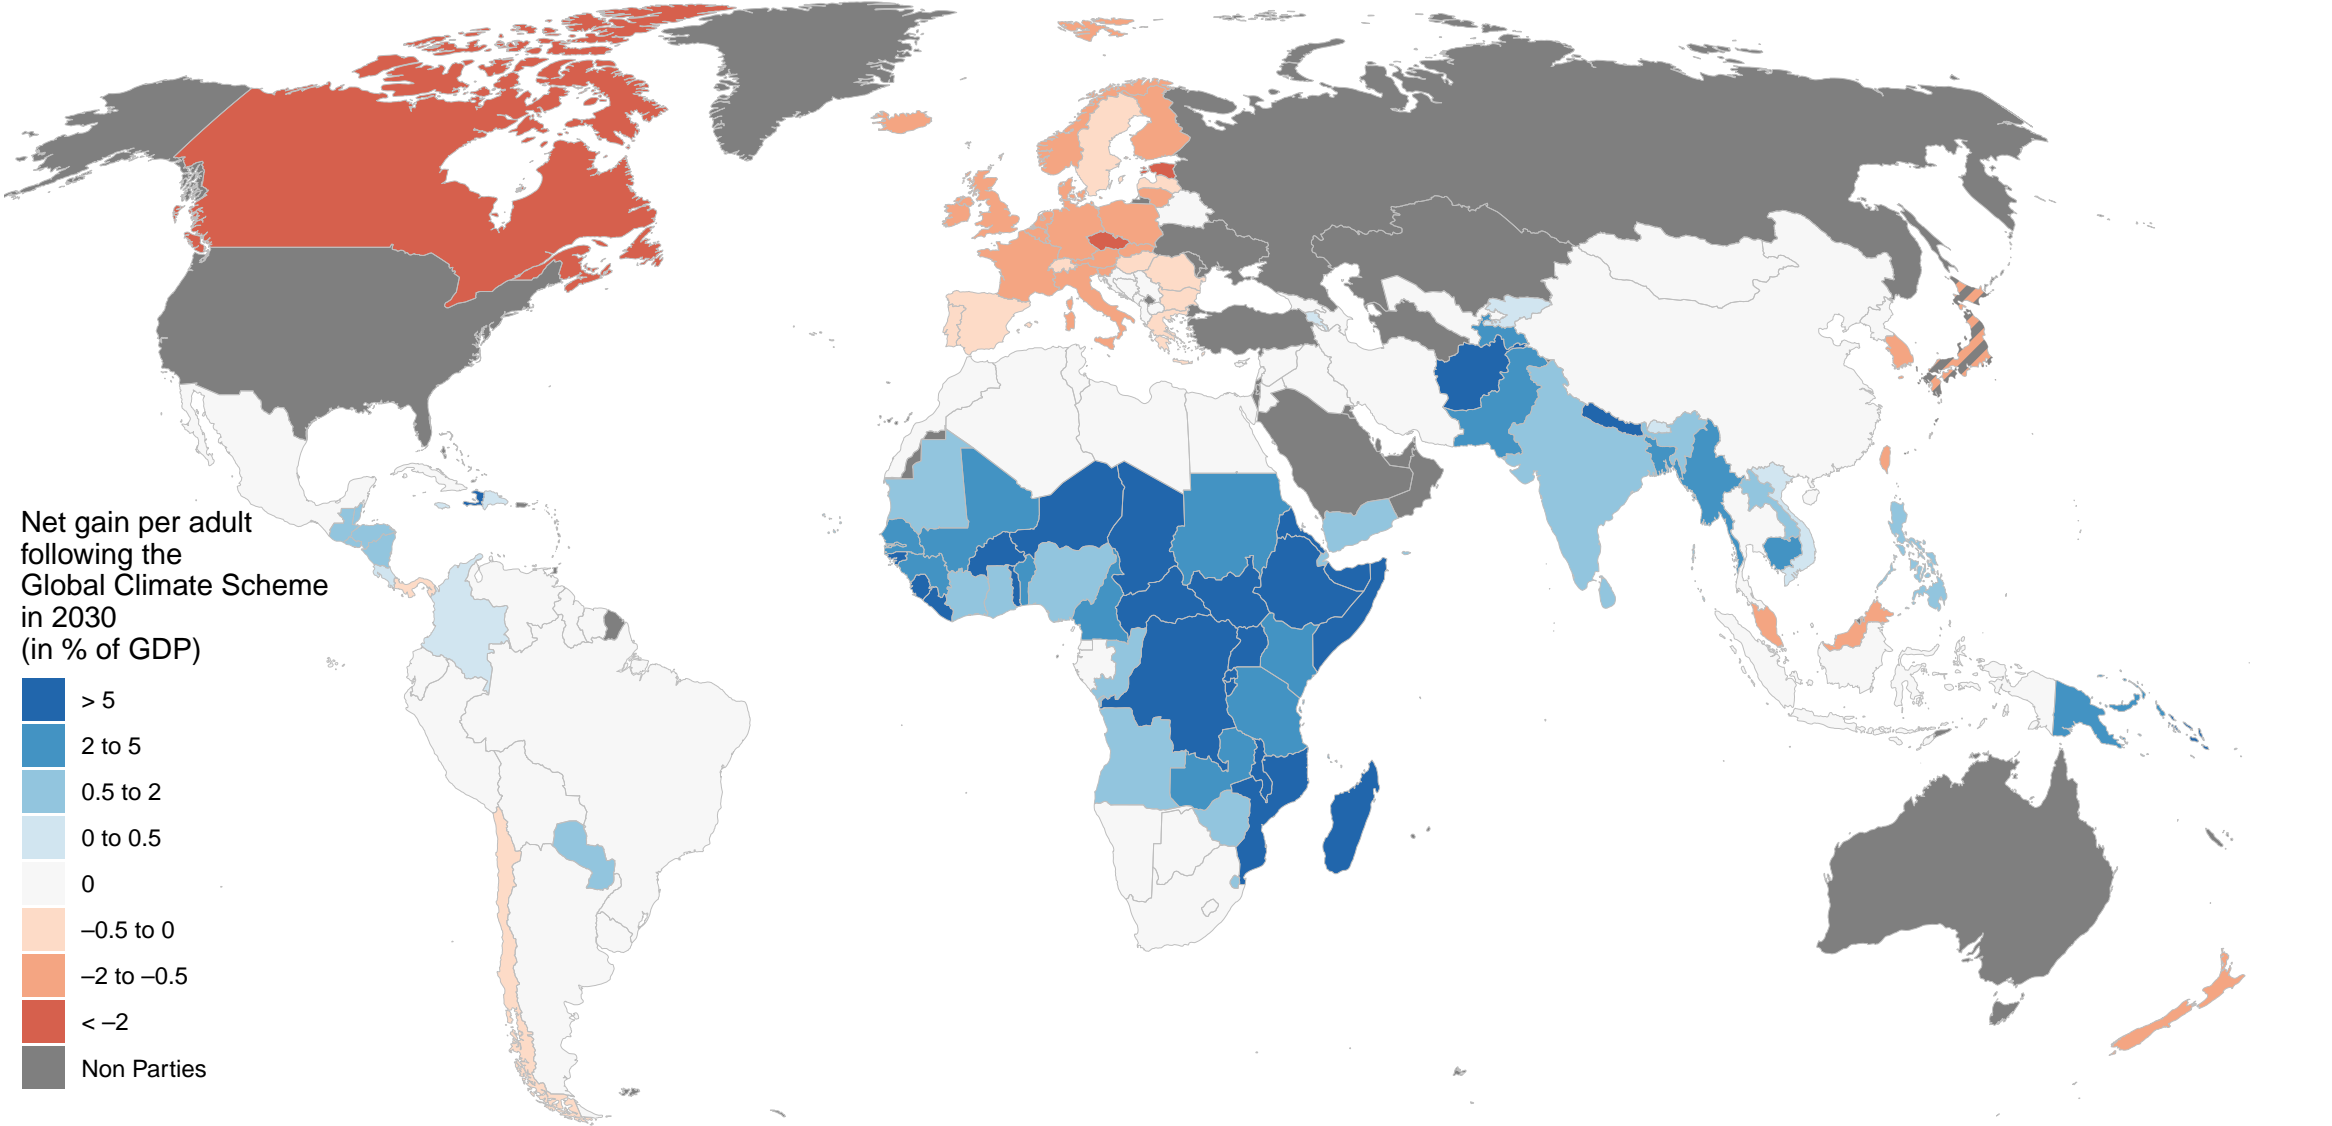 Net gain per adult
following the
Global Climate Scheme
in 2030
(in % of GDP)
> 5
2 to 5
0.5 to 2
0 to 0.5
0
–0.5 to 0
–2 to –0.5
< –2
Non Parties